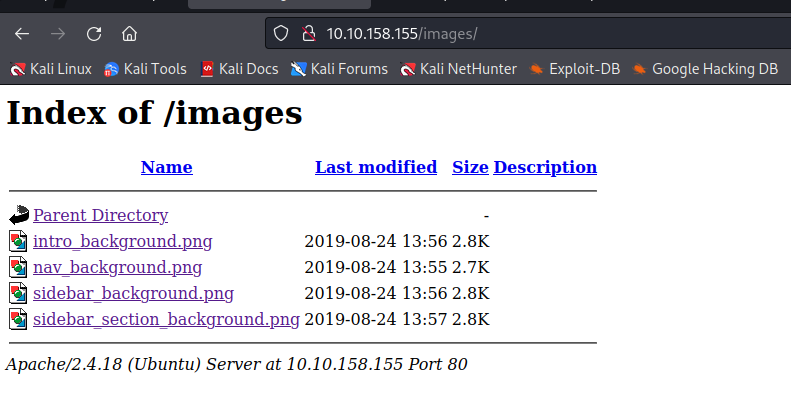 10.10.158.155/images/
Kali Linux Kali Tools Kali Docs Kali Forums Kali NetHunter Exploit-DB Google Hacking DB
Index of /images
Name Last modified Size Description
Parent Directory -
intro_background.png 2019-08-24 13:56 2.8K
nav_background.png 2019-08-24 13:55 2.7K
sidebar_background.png 2019-08-24 13:56 2.8K
sidebar_section_background.png 2019-08-24 13:57 2.8K
Apache/2.4.18 (Ubuntu) Server at 10.10.158.155 Port 80